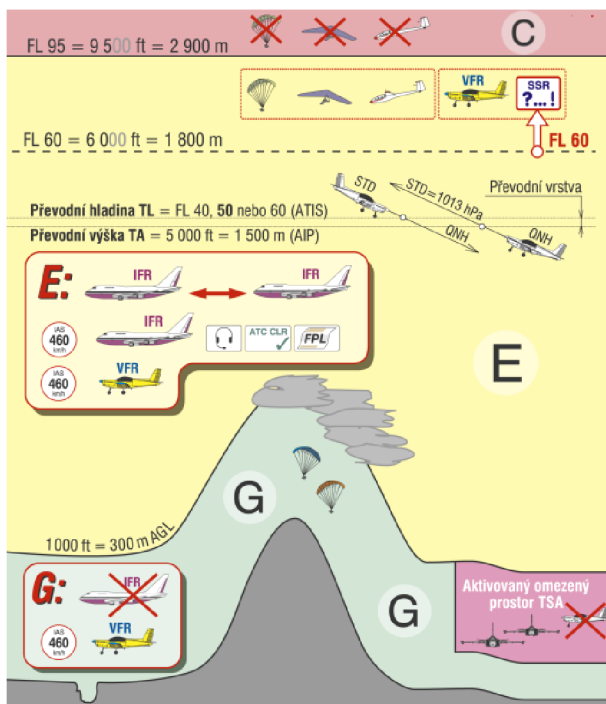 FL 95 = 9 500 ft = 2 900 m
C
VFR
SSR
?...!
FL 60 = 6 000 ft = 1 800 m
FL 60
STD
STD=1013 hPa
Převodní vrstva
Převodní hladina TL = FL 40, 50 nebo 60 (ATIS)
Převodní výška TA = 5 000 ft = 1 500 m (AIP)
QNH
QNH
E:
IFR
IFR
IAS
460
km/h
IFR
ATC CLR
FPL
IAS
460
km/h
VFR
E
G
1000 ft = 300 m AGL
G:
IFR
IAS
460
km/h
VFR
G
Aktivovaný omezený
prostor TSA